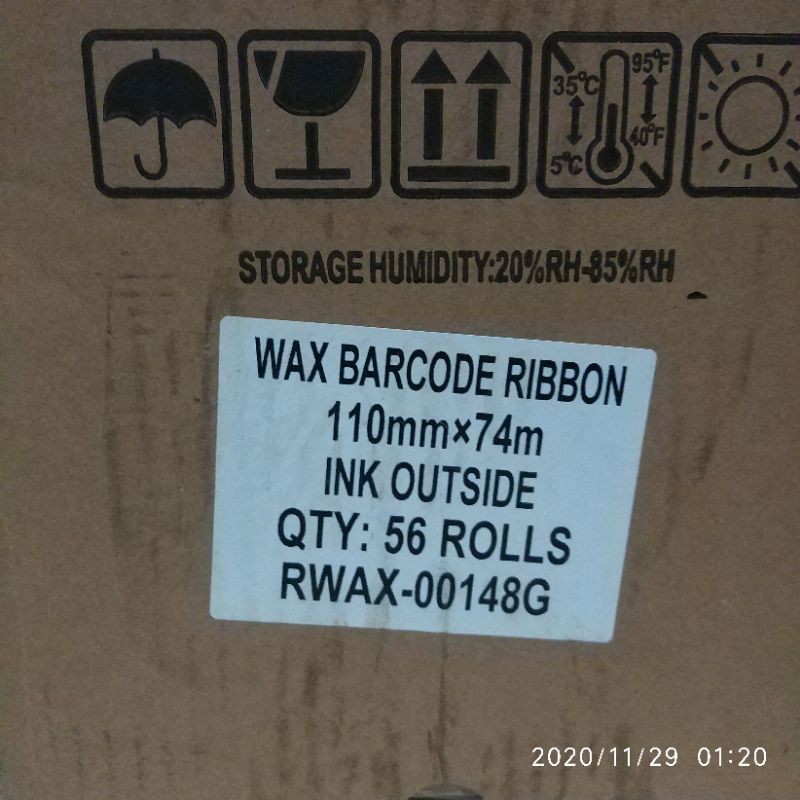 35°C 95°F
5°C 40°F
STORAGE HUMIDITY:20%RH-85%RH
WAX BARCODE RIBBON
110mm×74m
INK OUTSIDE
QTY: 56 ROLLS
RWAX-00148G
2020/11/29 01:20